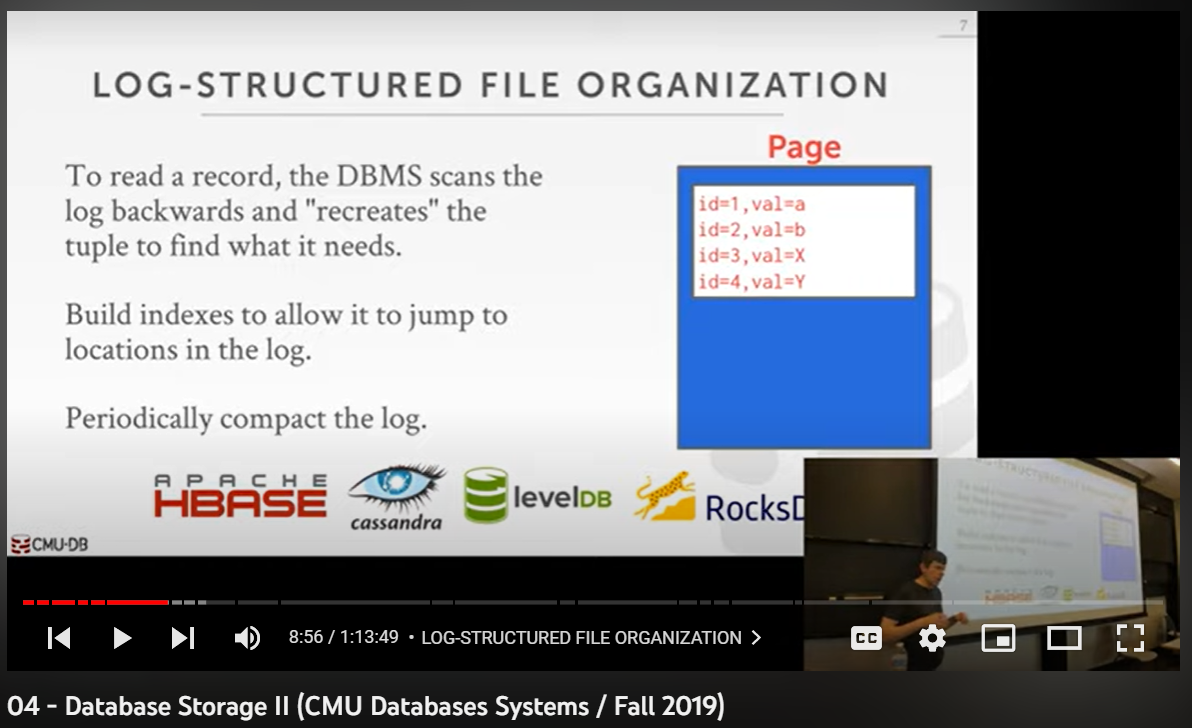 7
LOG-STRUCTURED FILE ORGANIZATION
To read a record, the DBMS scans the
log backwards and "recreates" the
tuple to find what it needs.
Build indexes to allow it to jump to
locations in the log.
Periodically compact the log.
Page
id=1,val=a
id=2,val=b
id=3,val=X
id=4,val=Y
APACHE
HBASE
cassandra
levelDB
RocksD
CMU·DB
8:56 / 1:13:49 • LOG-STRUCTURED FILE ORGANIZATION
CC
04 - Database Storage II (CMU Databases Systems / Fall 2019)